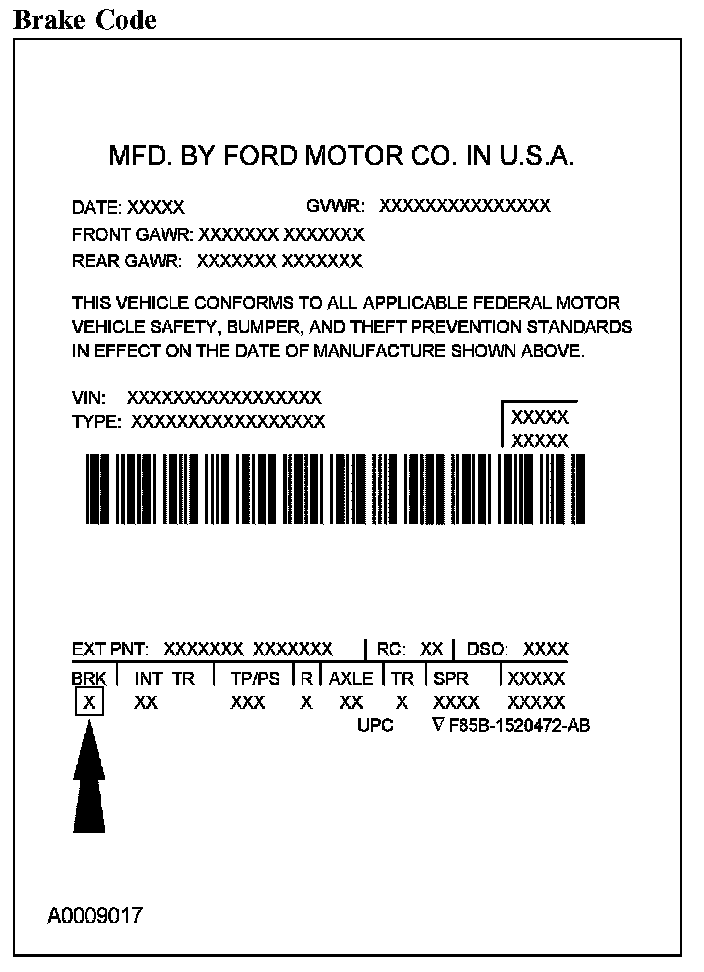 Brake Code
MFD. BY FORD MOTOR CO. IN U.S.A.
DATE: XXXXX GVWR: XXXXXXXXXXXXXXX
FRONT GAWR: XXXXXXX XXXXXXX
REAR GAWR: XXXXXXX XXXXXXX
THIS VEHICLE CONFORMS TO ALL APPLICABLE FEDERAL MOTOR
VEHICLE SAFETY, BUMPER, AND THEFT PREVENTION STANDARDS
IN EFFECT ON THE DATE OF MANUFACTURE SHOWN ABOVE.
VIN: XXXXXXXXXXXXXXXXX
TYPE: XXXXXXXXXXXXXXXXX
XXXXX
XXXXX
EXT PNT: XXXXXXX XXXXXXX RC: XX DSO: XXXX
BRK INT TR TP/PS R AXLE TR SPR XXXXX
X XX XXX X XX X XXXX XXXXX
UPC ∇ F85B-1520472-AB
A0009017